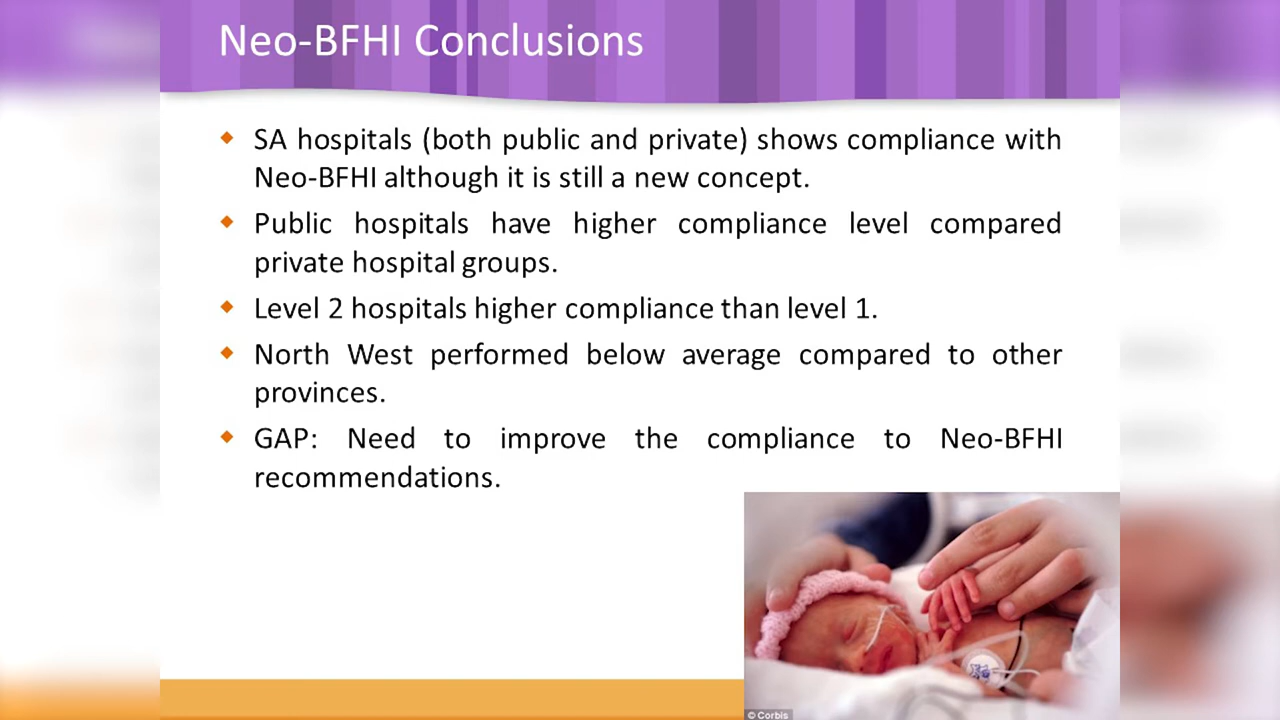 Neo-BFHI Conclusions
SA hospitals (both public and private) shows compliance with
Neo-BFHI although it is still a new concept.
Public hospitals have higher compliance level compared
private hospital groups.
Level 2 hospitals higher compliance than level 1.
North West performed below average compared to other
provinces.
GAP: Need to improve the compliance to Neo-BFHI
recommendations.
© Corbis